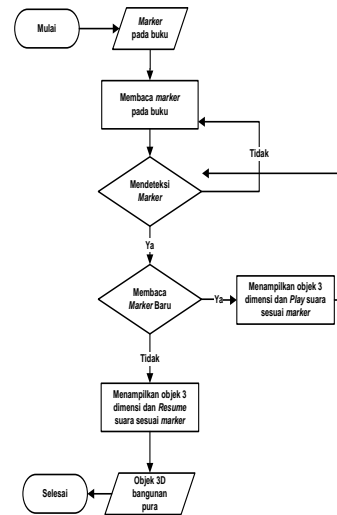 Mulai
Marker
pada buku
Membaca marker
pada buku
Tidak
Mendeteksi
Marker
Ya
Membaca
Marker Baru
Ya
Menampilkan objek 3
dimensi dan Play suara
sesuai marker
Tidak
Menampilkan objek 3
dimensi dan Resume
suara sesuai marker
Objek 3D
bangunan
pura
Selesai